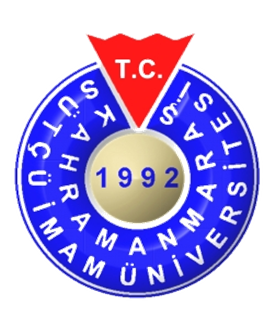 T.C.
KAHRAMANMARAŞ
SÜTÇÜ İMAM ÜNİVERSİTESİ
1992